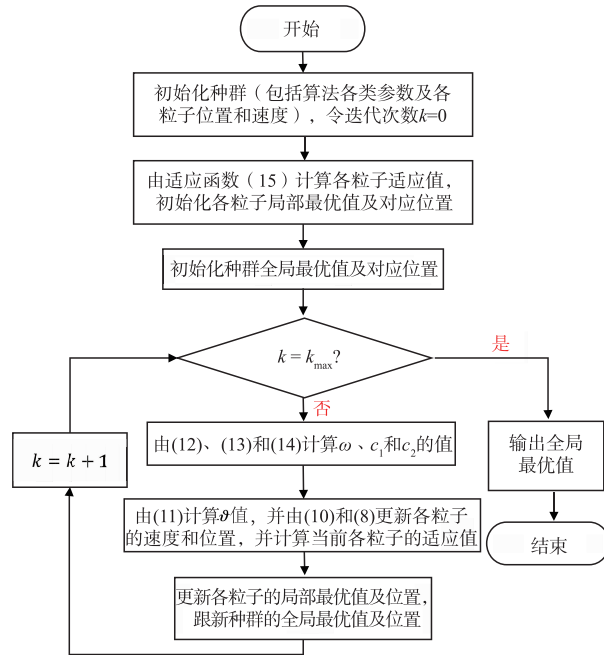 开始
初始化种群（包括算法各类参数及各
粒子位置和速度），令迭代次数k=0
由适应函数（15）计算各粒子适应值，
初始化各粒子局部最优值及对应位置
初始化种群全局最优值及对应位置
k = kmax?
是
否
由(12)、(13)和(14)计算ω、c1和c2的值
k = k + 1
输出全局
最优值
由(11)计算ϑ值，并由(10)和(8)更新各粒子
的速度和位置，并计算当前各粒子的适应值
结束
更新各粒子的局部最优值及位置，
跟新种群的全局最优值及位置